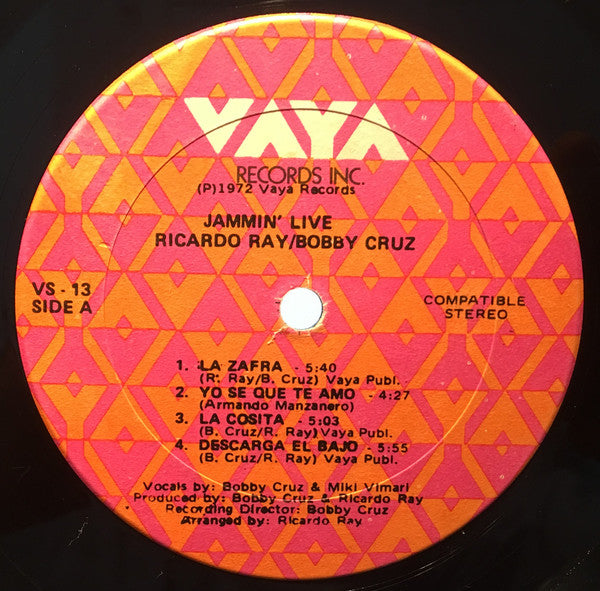 VAYA
RECORDS INC.
(P)1972 Vaya Records
JAMMIN' LIVE
RICARDO RAY/BOBBY CRUZ
VS - 13
SIDE A
COMPATIBLE
STEREO
1. LA ZAFRA - 5:40
(R. Ray/B. Cruz) Vaya Publ.
2. YO SE QUE TE AMO - 4:27
(Armando Manzanero)
3. LA COSITA - 5:03
(B. Cruz/R. Ray) Vaya Publ.
4. DESCARGA EL BAJO - 5:55
(B. Cruz/R. Ray) Vaya Publ.
Vocals by: Bobby Cruz & Miki Vimari
Produced by: Bobby Cruz & Ricardo Ray
Recording Director: Bobby Cruz
Arranged by: Ricardo Ray